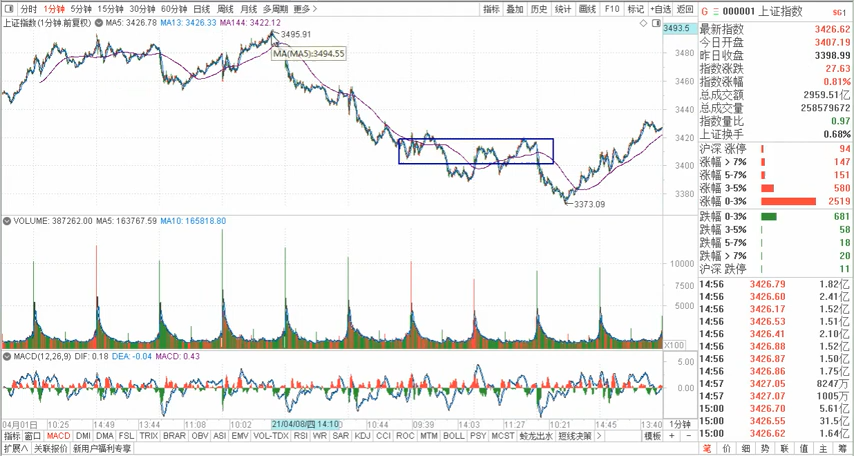 分时 1分钟 5分钟 15分钟 30分钟 60分钟 日线 周线 月线 多周期 更多 指标 叠加 历史 统计 画线 F10 标记 +自选 返回
上证指数(1分钟,前复权) MA5: 3426.78 MA13: 3426.33 MA144: 3422.12
3495.91
MA(MA5):3494.55
3493.5
3480
3460
3440
3420
3400
3380
3373.09
VOLUME: 387262.00 MA5: 163767.59 MA10: 165818.80
10000
7500
5000
2500
X100
MACD(12,26,9) DIF: 0.18 DEA: -0.04 MACD: 0.43
5.00
0.00
04月01日 10:25 14:49 13:44 11:08 10:02 21/04/08/四 14:10 10:44 09:39 14:03 11:27 10:21 14:45 13:40 1分钟
指标 窗口 MACD DMI DMA FSL TRIX BRAR OBV ASI EMV VOL-TDX RSI WR SAR KDJ CCI ROC MTM BOLL PSY MCST 蛟龙出水 短线决策 模板 + -
扩展∧ 关联报价 新用户福利专享
G 000001 上证指数 SG1
最新指数 3426.62
今日开盘 3407.19
昨日收盘 3398.99
指数涨跌 27.63
指数涨幅 0.81%
总成交额 2959.51亿
总成交量 258579672
指数量比 0.97
上证换手 0.68%
沪深 涨停 94
涨幅 > 7% 147
涨幅 5-7% 151
涨幅 3-5% 580
涨幅 0-3% 2519
跌幅 0-3% 681
跌幅 3-5% 58
跌幅 5-7% 18
跌幅 > 7% 20
沪深 跌停 11
14:56 3426.79 1.82亿
14:56 3426.60 2.41亿
14:56 3426.17 1.52亿
14:56 3426.53 1.51亿
14:56 3426.41 2.10亿
14:56 3426.88 1.52亿
14:56 3426.87 1.50亿
14:56 3426.86 1.75亿
14:57 3427.05 8247万
14:57 3427.07 1005万
15:00 3426.70 5.61亿
15:00 3426.55 31.5亿
15:00 3426.62 1.64亿
笔 价 细 势 联 值 主 筹